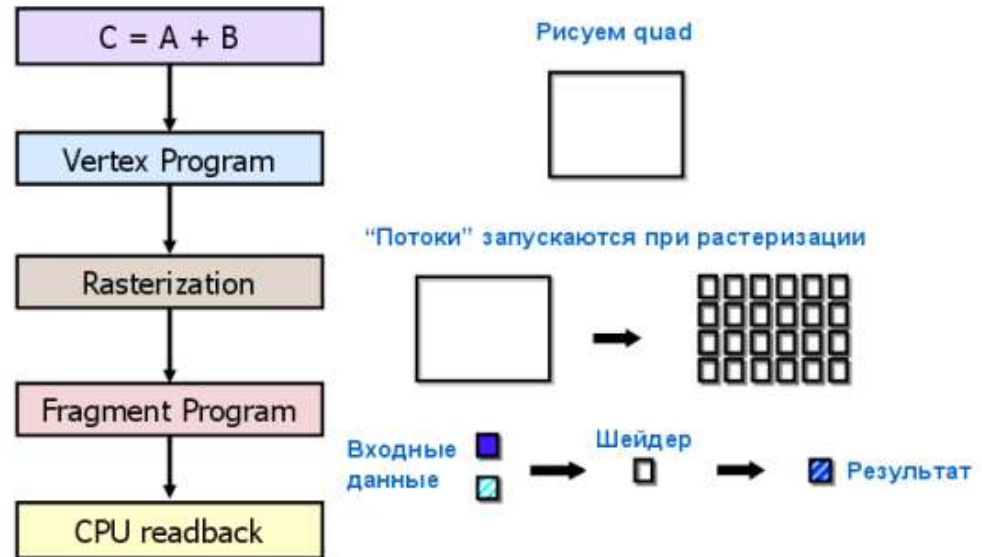 C = A + B
Рисуем quad
Vertex Program
“Потоки” запускаются при растеризации
Rasterization
Fragment Program
Входные
данные
Шейдер
Результат
CPU readback